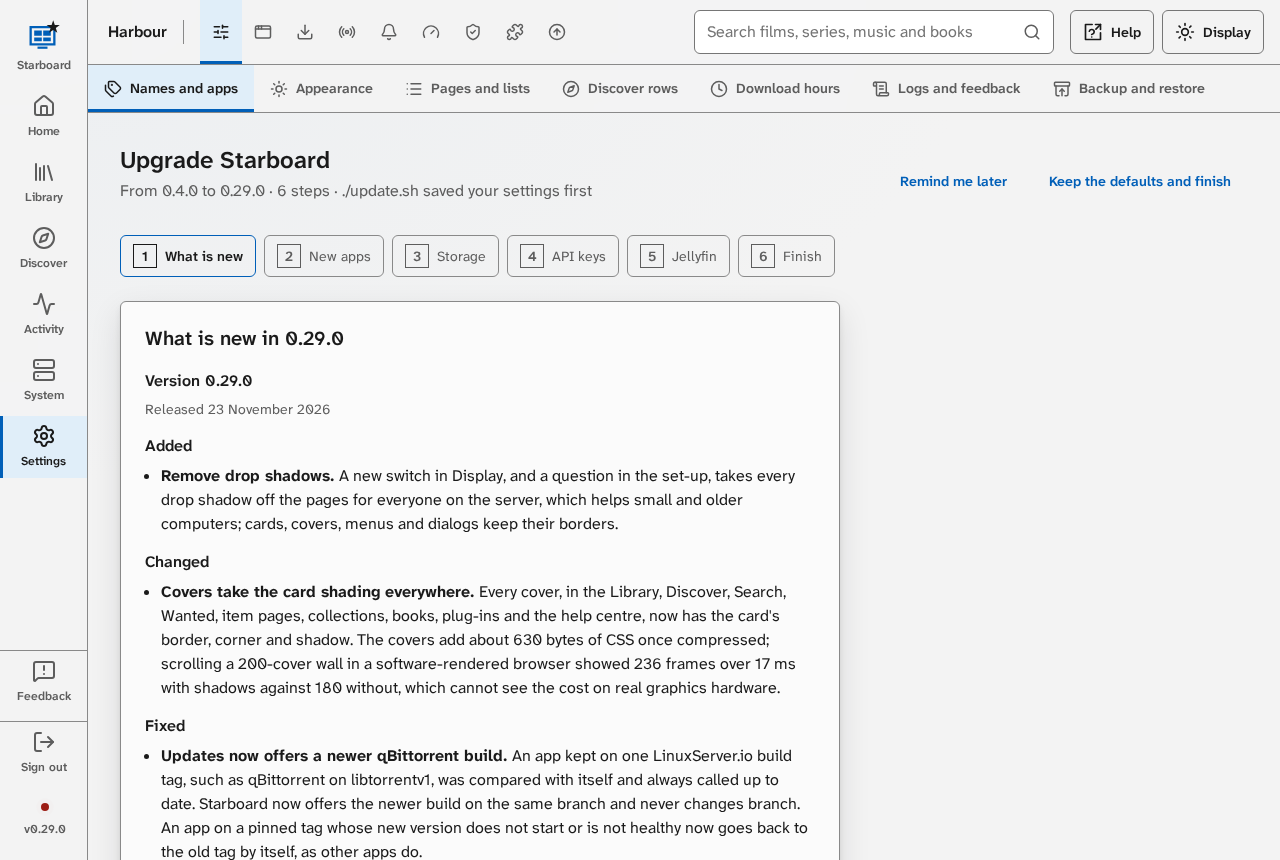 Starboard
Home
Library
Discover
Activity
System
Settings
Feedback
Sign out
v0.29.0
Harbour
Search films, series, music and books
Help
Display
Names and apps
Appearance
Pages and lists
Discover rows
Download hours
Logs and feedback
Backup and restore
Upgrade Starboard
From 0.4.0 to 0.29.0 · 6 steps · ./update.sh saved your settings first
Remind me later
Keep the defaults and finish
1 What is new
2 New apps
3 Storage
4 API keys
5 Jellyfin
6 Finish
What is new in 0.29.0
Version 0.29.0
Released 23 November 2026
Added
• Remove drop shadows. A new switch in Display, and a question in the set-up, takes every
drop shadow off the pages for everyone on the server, which helps small and older
computers; cards, covers, menus and dialogs keep their borders.
Changed
• Covers take the card shading everywhere. Every cover, in the Library, Discover, Search,
Wanted, item pages, collections, books, plug-ins and the help centre, now has the card's
border, corner and shadow. The covers add about 630 bytes of CSS once compressed;
scrolling a 200-cover wall in a software-rendered browser showed 236 frames over 17 ms
with shadows against 180 without, which cannot see the cost on real graphics hardware.
Fixed
• Updates now offers a newer qBittorrent build. An app kept on one LinuxServer.io build
tag, such as qBittorrent on libtorrentv1, was compared with itself and always called up to
date. Starboard now offers the newer build on the same branch and never changes branch.
An app on a pinned tag whose new version does not start or is not healthy now goes back to
the old tag by itself, as other apps do.